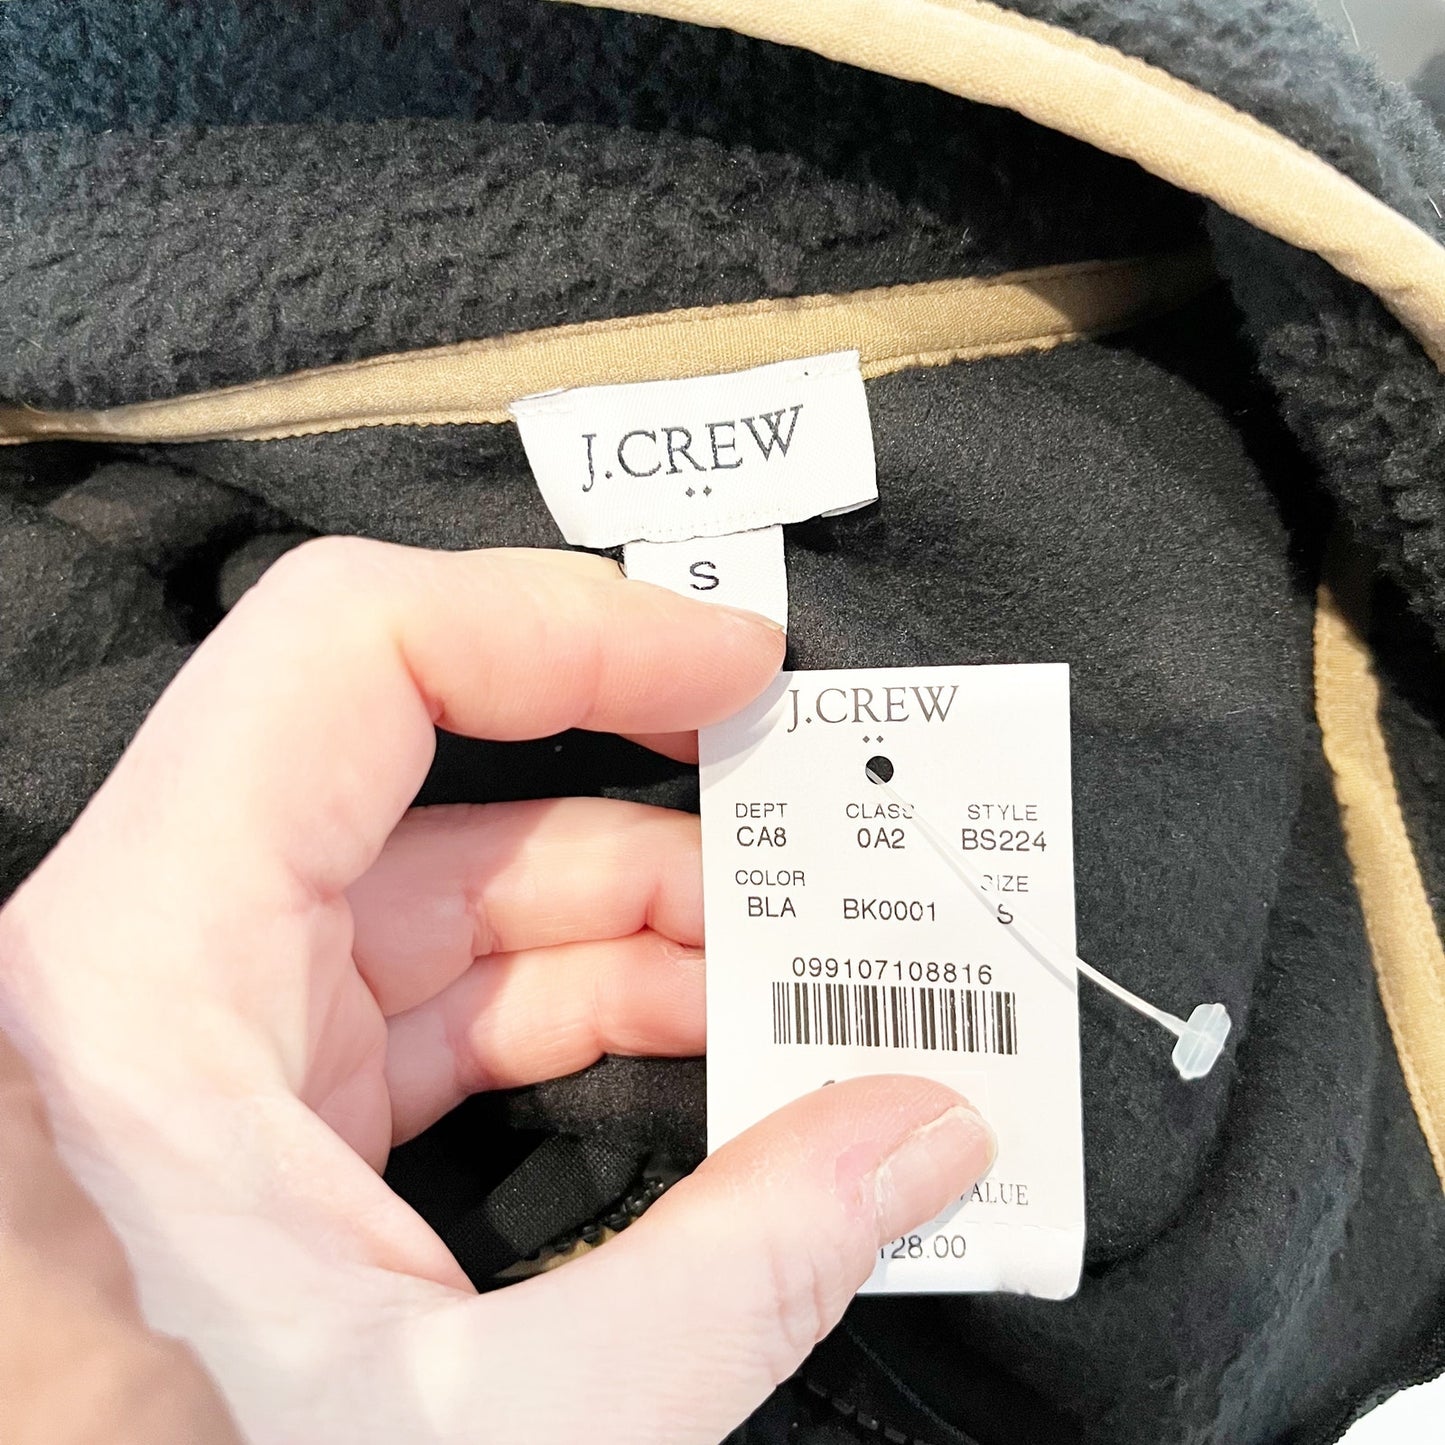 J.CREW
S
J.CREW
DEPT CLASS STYLE
CA8 0A2 BS224
COLOR SIZE
BLA BK0001 S
099107108816
VALUE
128.00